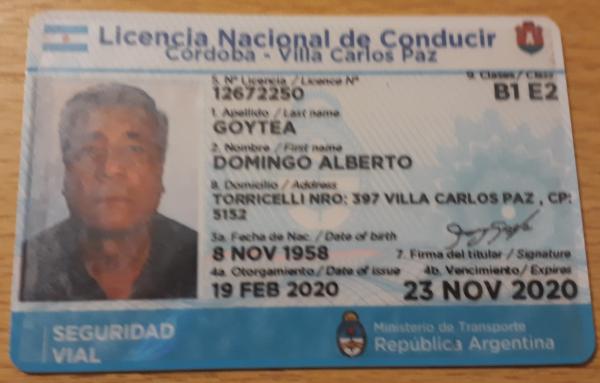 Licencia Nacional de Conducir
Córdoba - Villa Carlos Paz
5. Nº Licencia / Licence Nº
9. Clases / Class
12672250
B1 E2
1. Apellido / Last name
GOYTEA
2. Nombre / First name
DOMINGO ALBERTO
8. Domicilio / Address
TORRICELLI NRO: 397 VILLA CARLOS PAZ , CP:
5152
3a. Fecha de Nac. / Date of birth
8 NOV 1958
7. Firma del titular / Signature
4a. Otorgamiento / Date of issue
4b. Vencimiento / Expires
19 FEB 2020
23 NOV 2020
SEGURIDAD
VIAL
Ministerio de Transporte
República Argentina